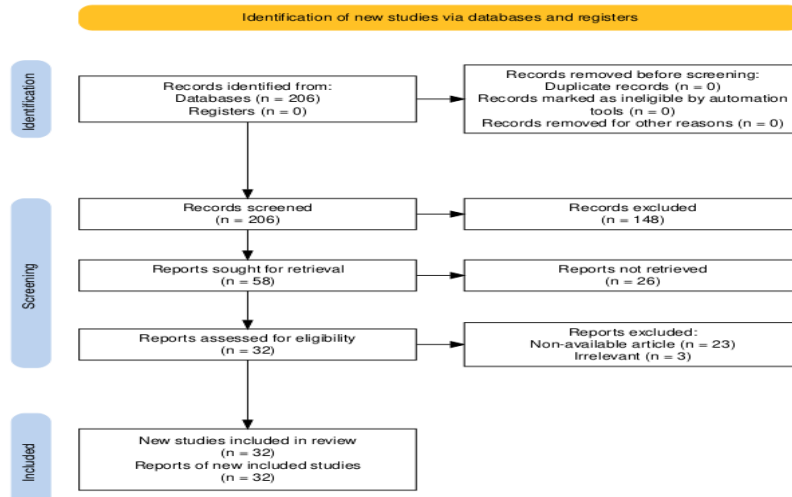 Identification of new studies via databases and registers
Identification
Records identified from:
Databases (n = 206)
Registers (n = 0)
Records removed before screening:
Duplicate records (n = 0)
Records marked as ineligible by automation
tools (n = 0)
Records removed for other reasons (n = 0)
Screening
Records screened
(n = 206)
Records excluded
(n = 148)
Reports sought for retrieval
(n = 58)
Reports not retrieved
(n = 26)
Reports assessed for eligibility
(n = 32)
Reports excluded:
Non-available article (n = 23)
Irrelevant (n = 3)
Included
New studies included in review
(n = 32)
Reports of new included studies
(n = 32)